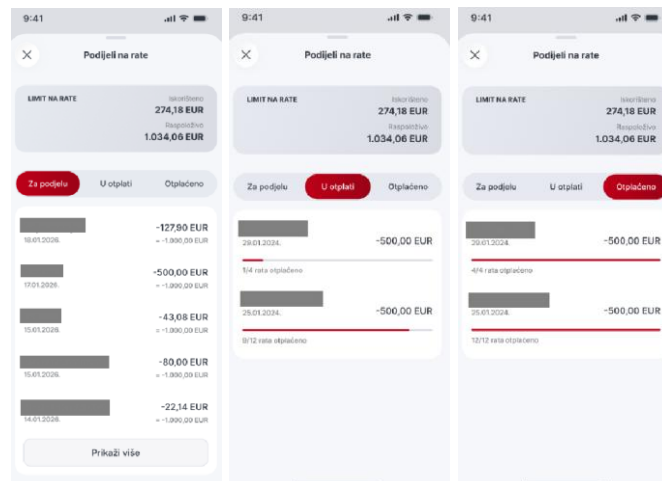 9:41
Podijeli na rate
LIMIT NA RATE
Iskorišteno
274,18 EUR
Raspoloživo
1.034,06 EUR
Za podjelu
U otplati
Otplaćeno
-127,90 EUR
18.01.2026.
≈ -1.000,00 EUR
-500,00 EUR
17.01.2026.
≈ -1.000,00 EUR
-43,08 EUR
15.01.2026.
≈ -1.000,00 EUR
-80,00 EUR
15.01.2026.
≈ -1.000,00 EUR
-22,14 EUR
14.01.2026.
≈ -1.000,00 EUR
Prikaži više
9:41
Podijeli na rate
LIMIT NA RATE
Iskorišteno
274,18 EUR
Raspoloživo
1.034,06 EUR
Za podjelu
U otplati
Otplaćeno
29.01.2024.
-500,00 EUR
1/4 rata otplaćeno
25.01.2024.
-500,00 EUR
rata otplaćeno
9:41
Podijeli na rate
LIMIT NA RATE
Iskorišteno
274,18 EUR
Raspoloživo
1.034,06 EUR
Za podjelu
U otplati
Otplaćeno
29.01.2024.
-500,00 EUR
4/4 rata otplaćeno
25.01.2024.
-500,00 EUR
12/12 rata otplaćeno